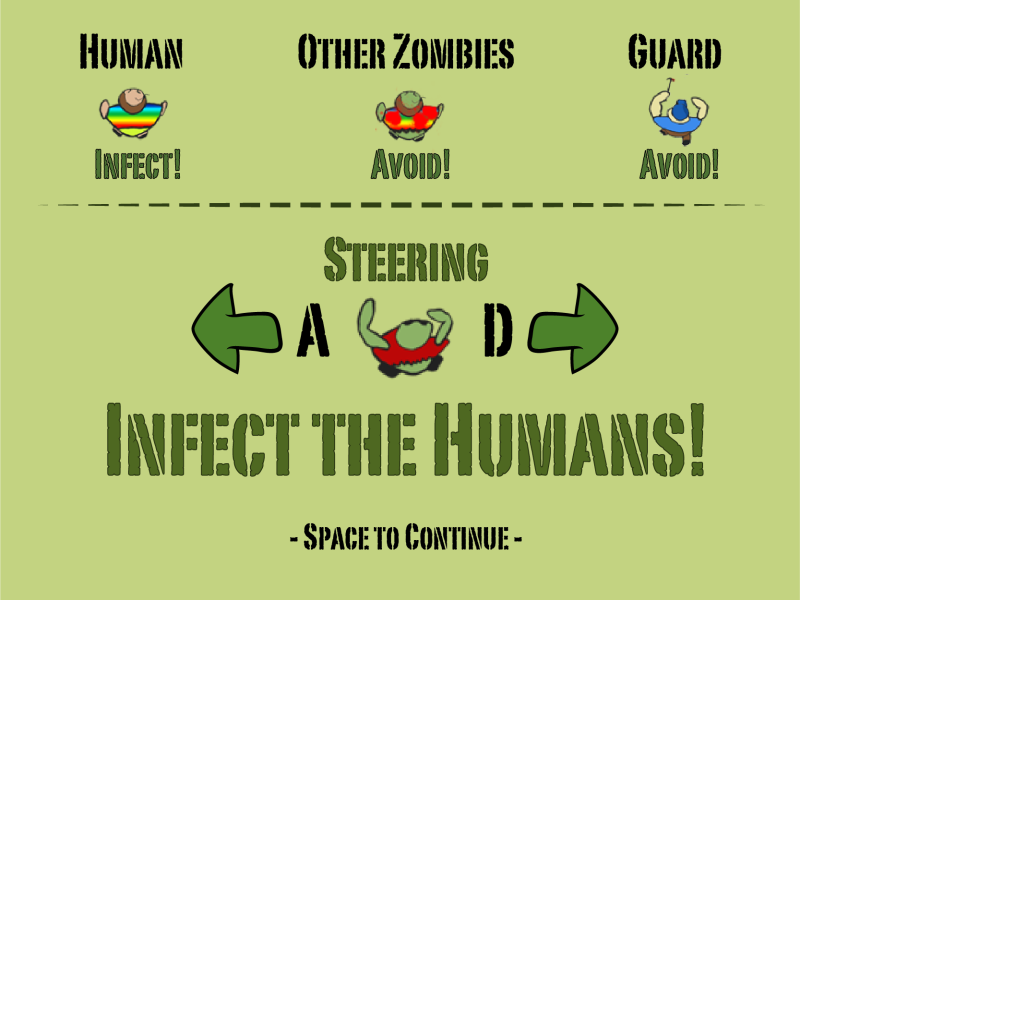 Human Other Zombies Guard
Infect! Avoid! Avoid!
Steering
A D
Infect the Humans!
- Space to Continue -